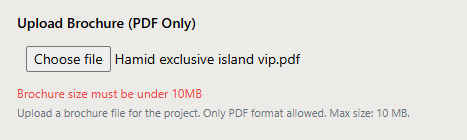 Upload Brochure (PDF Only)
Choose file Hamid exclusive island vip.pdf
Brochure size must be under 10MB
Upload a brochure file for the project. Only PDF format allowed. Max size: 10 MB.